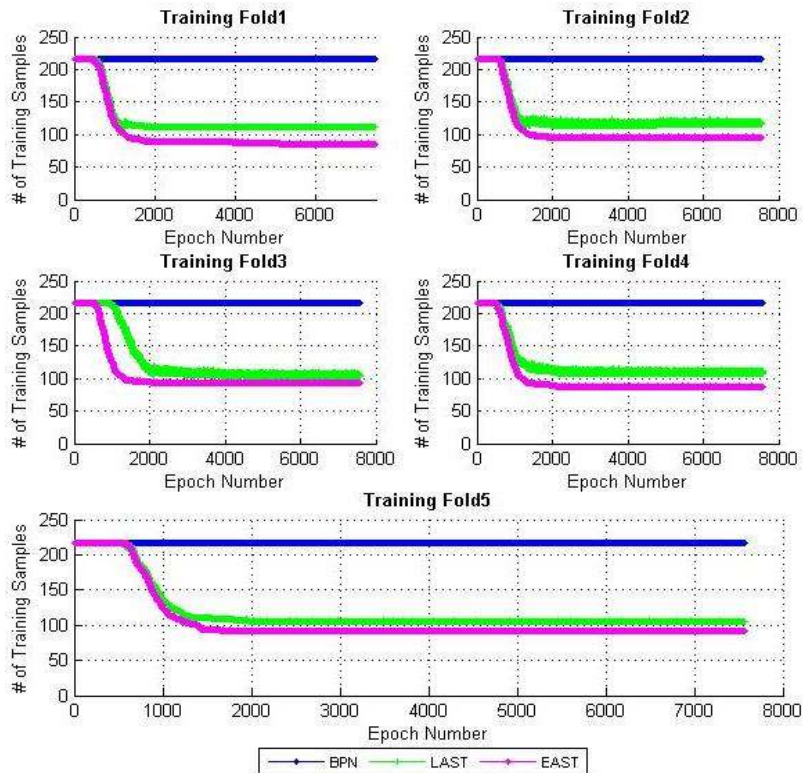 Training Fold1
250
200
150
100
50
0
# of Training Samples
0 2000 4000 6000
Epoch Number
Training Fold2
250
200
150
100
50
0
# of Training Samples
0 2000 4000 6000 8000
Epoch Number
Training Fold3
250
200
150
100
50
0
# of Training Samples
0 2000 4000 6000 8000
Epoch Number
Training Fold4
250
200
150
100
50
0
# of Training Samples
0 2000 4000 6000 8000
Epoch Number
Training Fold5
250
200
150
100
50
0
# of Training Samples
0 1000 2000 3000 4000 5000 6000 7000 8000
Epoch Number
BPN LAST EAST